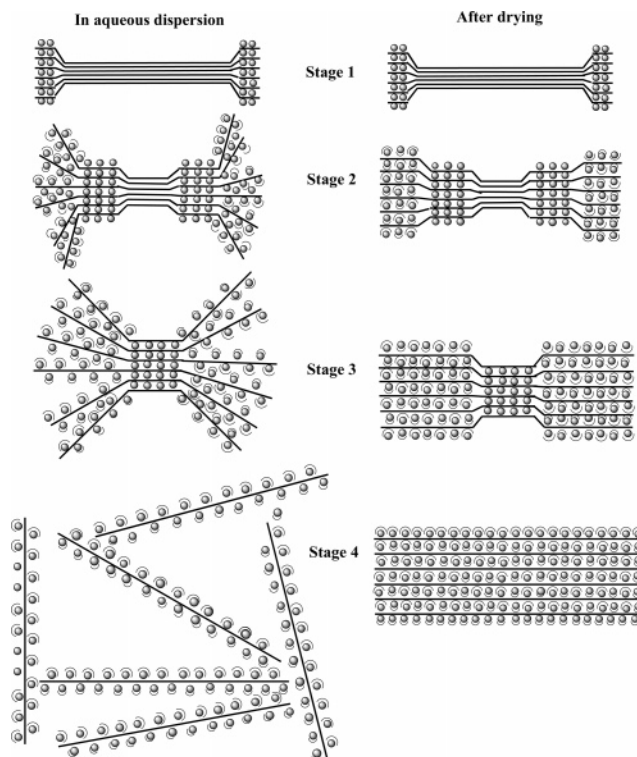 In aqueous dispersion
After drying
Stage 1
Stage 2
Stage 3
Stage 4